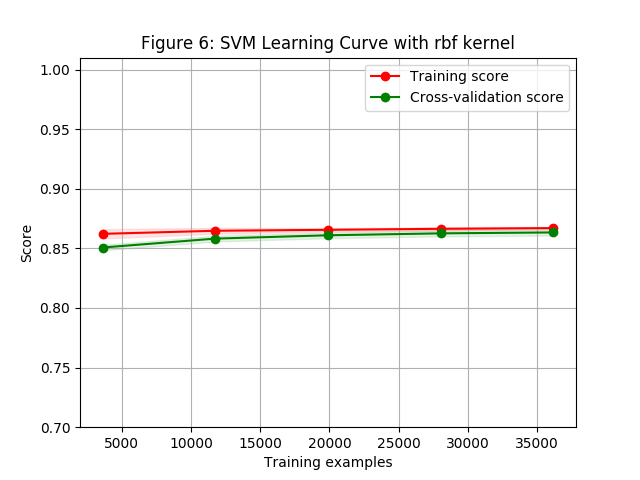 Figure 6: SVM Learning Curve with rbf kernel
Training score
Cross-validation score
1.00
0.95
0.90
0.85
0.80
0.75
0.70
Score
5000 10000 15000 20000 25000 30000 35000
Training examples